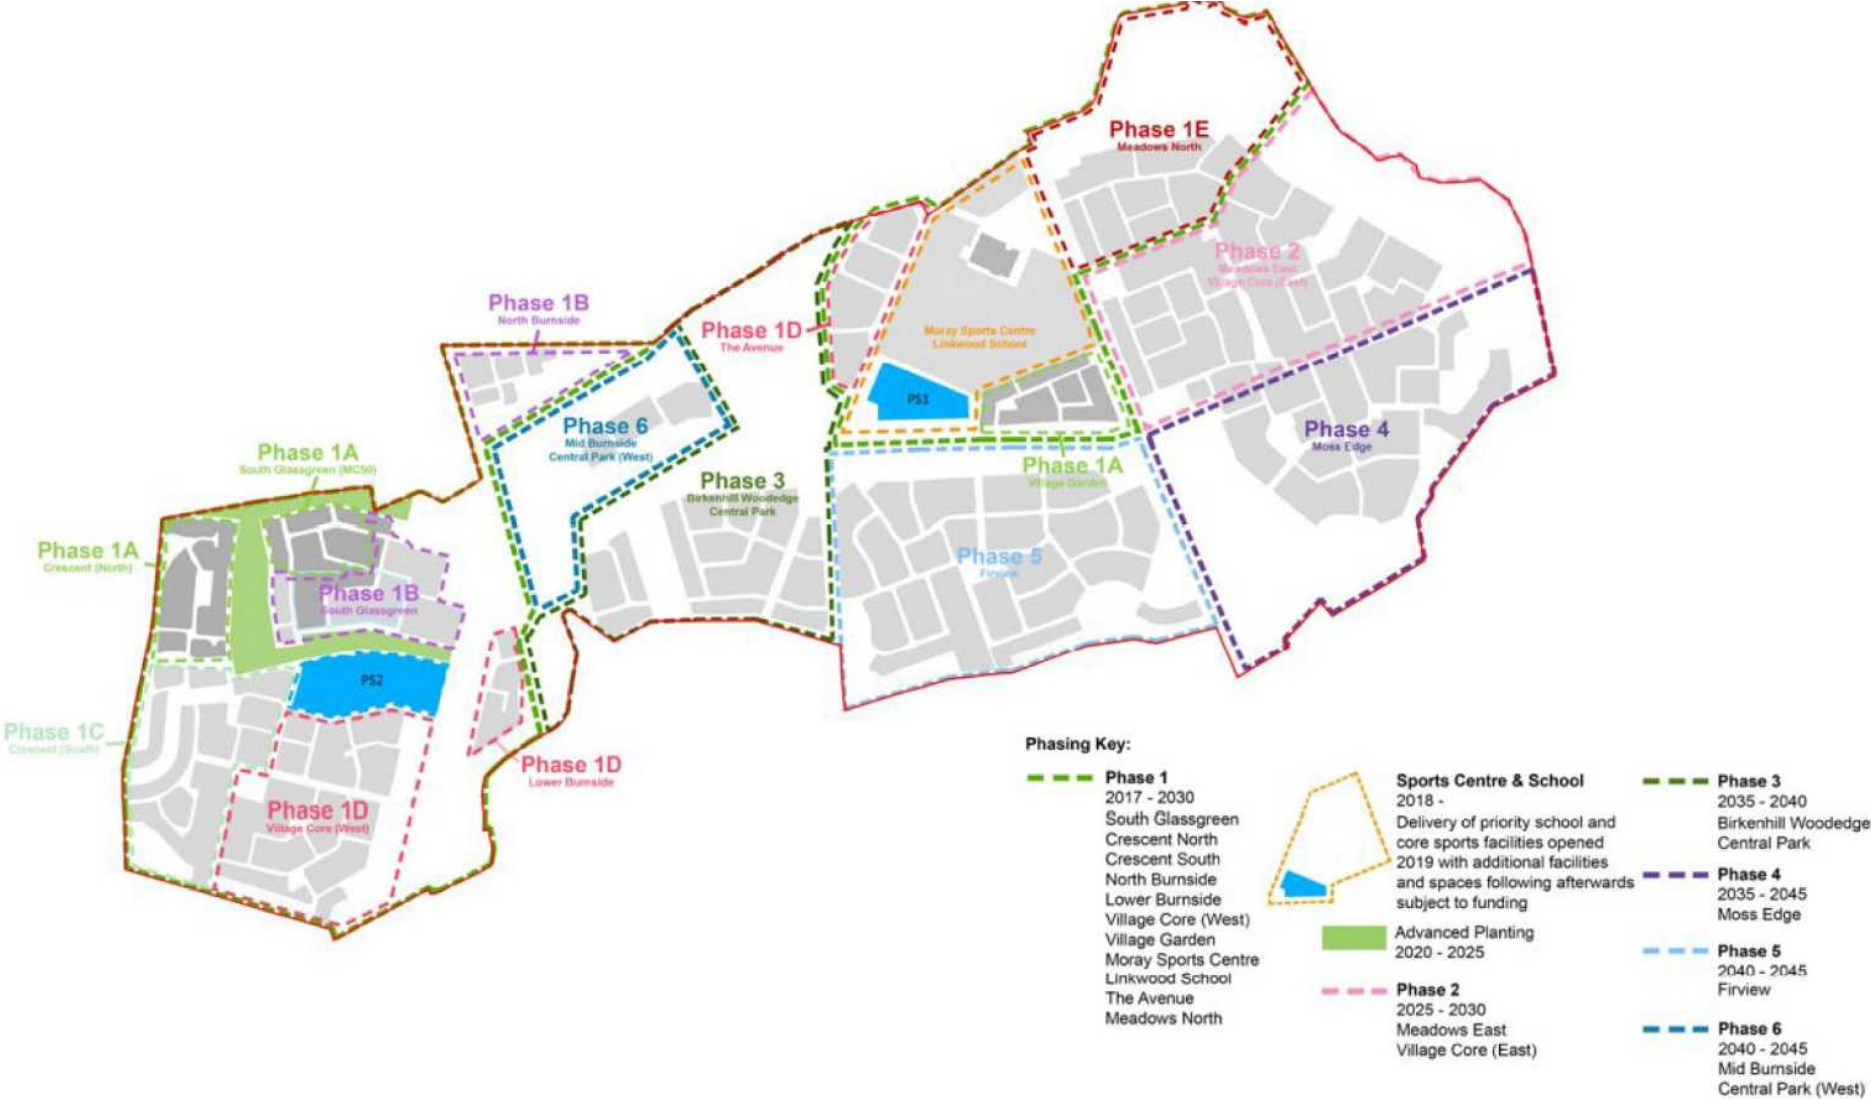 Phase 1E
Meadows North
Phase 2
Meadows East
Village Core (East)
Phase 1B
North Burnside
Phase 1D
The Avenue
Moray Sports Centre
Linkwood School
PS1
Phase 6
Mid Burnside
Central Park (West)
Phase 4
Moss Edge
Phase 1A
South Glassgreen (MC50)
Phase 1A
Village Garden
Phase 3
Birkenhill Woodedge
Central Park
Phase 1A
Crescent (North)
Phase 5
Firview
Phase 1B
South Glassgreen
PS2
Phase 1C
Crescent (South)
Phase 1D
Lower Burnside
Phase 1D
Village Core (West)
Phasing Key:
Phase 1
2017 - 2030
South Glassgreen
Crescent North
Crescent South
North Burnside
Lower Burnside
Village Core (West)
Village Garden
Moray Sports Centre
Linkwood School
The Avenue
Meadows North
Sports Centre & School
2018 -
Delivery of priority school and
core sports facilities opened
2019 with additional facilities
and spaces following afterwards
subject to funding
Advanced Planting
2020 - 2025
Phase 2
2025 - 2030
Meadows East
Village Core (East)
Phase 3
2035 - 2040
Birkenhill Woodedge
Central Park
Phase 4
2035 - 2045
Moss Edge
Phase 5
2040 - 2045
Firview
Phase 6
2040 - 2045
Mid Burnside
Central Park (West)